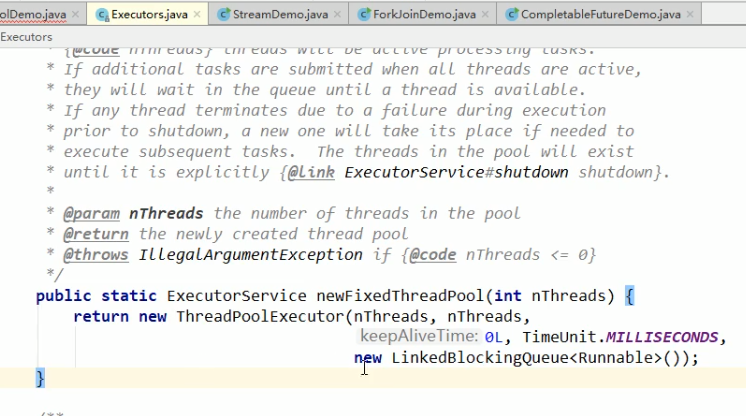 olDemo.java × Executors.java × StreamDemo.java × ForkJoinDemo.java × CompletableFutureDemo.java ×
Executors
* {@code nThreads} threads will be active processing tasks.
* If additional tasks are submitted when all threads are active,
* they will wait in the queue until a thread is available.
* If any thread terminates due to a failure during execution
* prior to shutdown, a new one will take its place if needed to
* execute subsequent tasks.  The threads in the pool will exist
* until it is explicitly {@link ExecutorService#shutdown shutdown}.
*
* @param nThreads the number of threads in the pool
* @return the newly created thread pool
* @throws IllegalArgumentException if {@code nThreads <= 0}
*/
public static ExecutorService newFixedThreadPool(int nThreads) {
return new ThreadPoolExecutor(nThreads, nThreads,
keepAliveTime: 0L, TimeUnit.MILLISECONDS,
new LinkedBlockingQueue<Runnable>());
}
/**